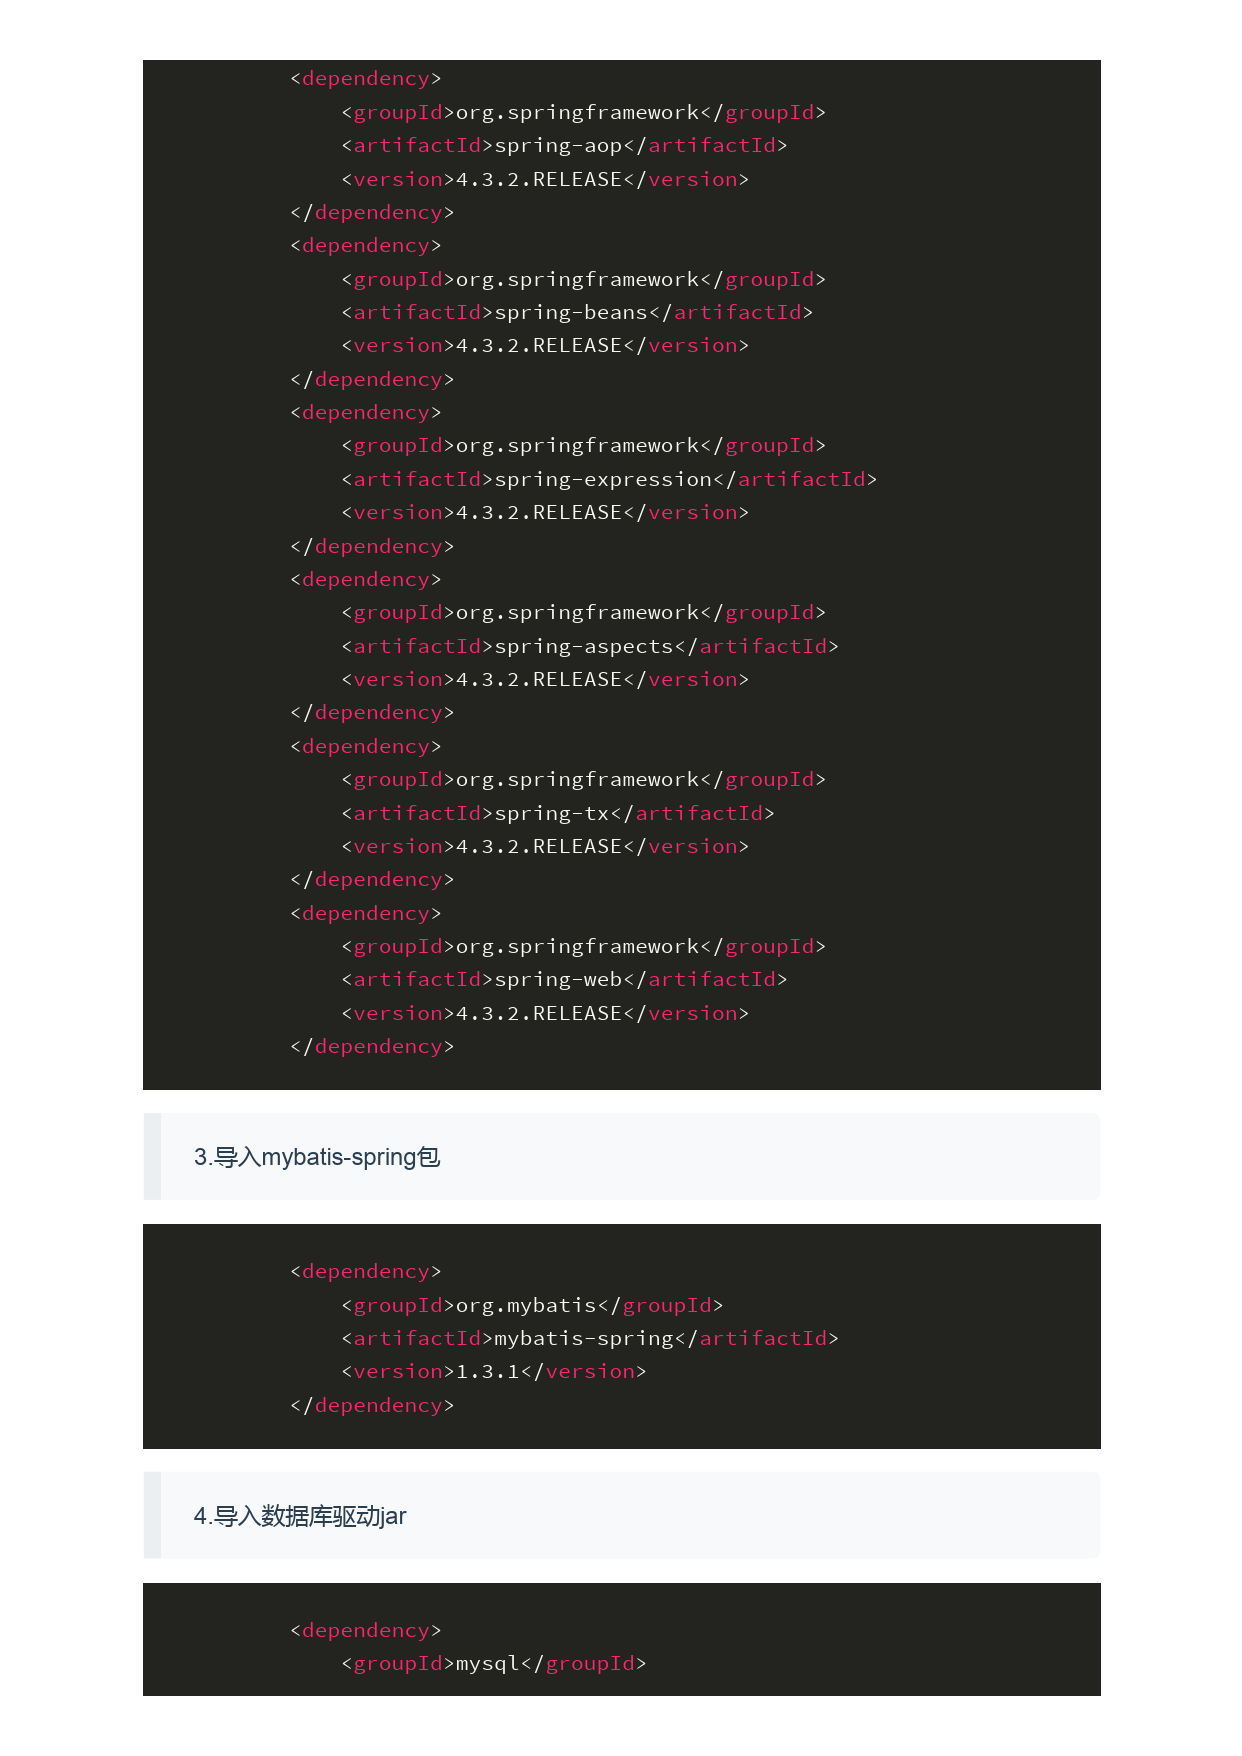 <dependency>
<groupId>org.springframework</groupId>
<artifactId>spring-aop</artifactId>
<version>4.3.2.RELEASE</version>
</dependency>
<dependency>
<groupId>org.springframework</groupId>
<artifactId>spring-beans</artifactId>
<version>4.3.2.RELEASE</version>
</dependency>
<dependency>
<groupId>org.springframework</groupId>
<artifactId>spring-expression</artifactId>
<version>4.3.2.RELEASE</version>
</dependency>
<dependency>
<groupId>org.springframework</groupId>
<artifactId>spring-aspects</artifactId>
<version>4.3.2.RELEASE</version>
</dependency>
<dependency>
<groupId>org.springframework</groupId>
<artifactId>spring-tx</artifactId>
<version>4.3.2.RELEASE</version>
</dependency>
<dependency>
<groupId>org.springframework</groupId>
<artifactId>spring-web</artifactId>
<version>4.3.2.RELEASE</version>
</dependency>
3.导入mybatis-spring包
<dependency>
<groupId>org.mybatis</groupId>
<artifactId>mybatis-spring</artifactId>
<version>1.3.1</version>
</dependency>
4.导入数据库驱动jar
<dependency>
<groupId>mysql</groupId>